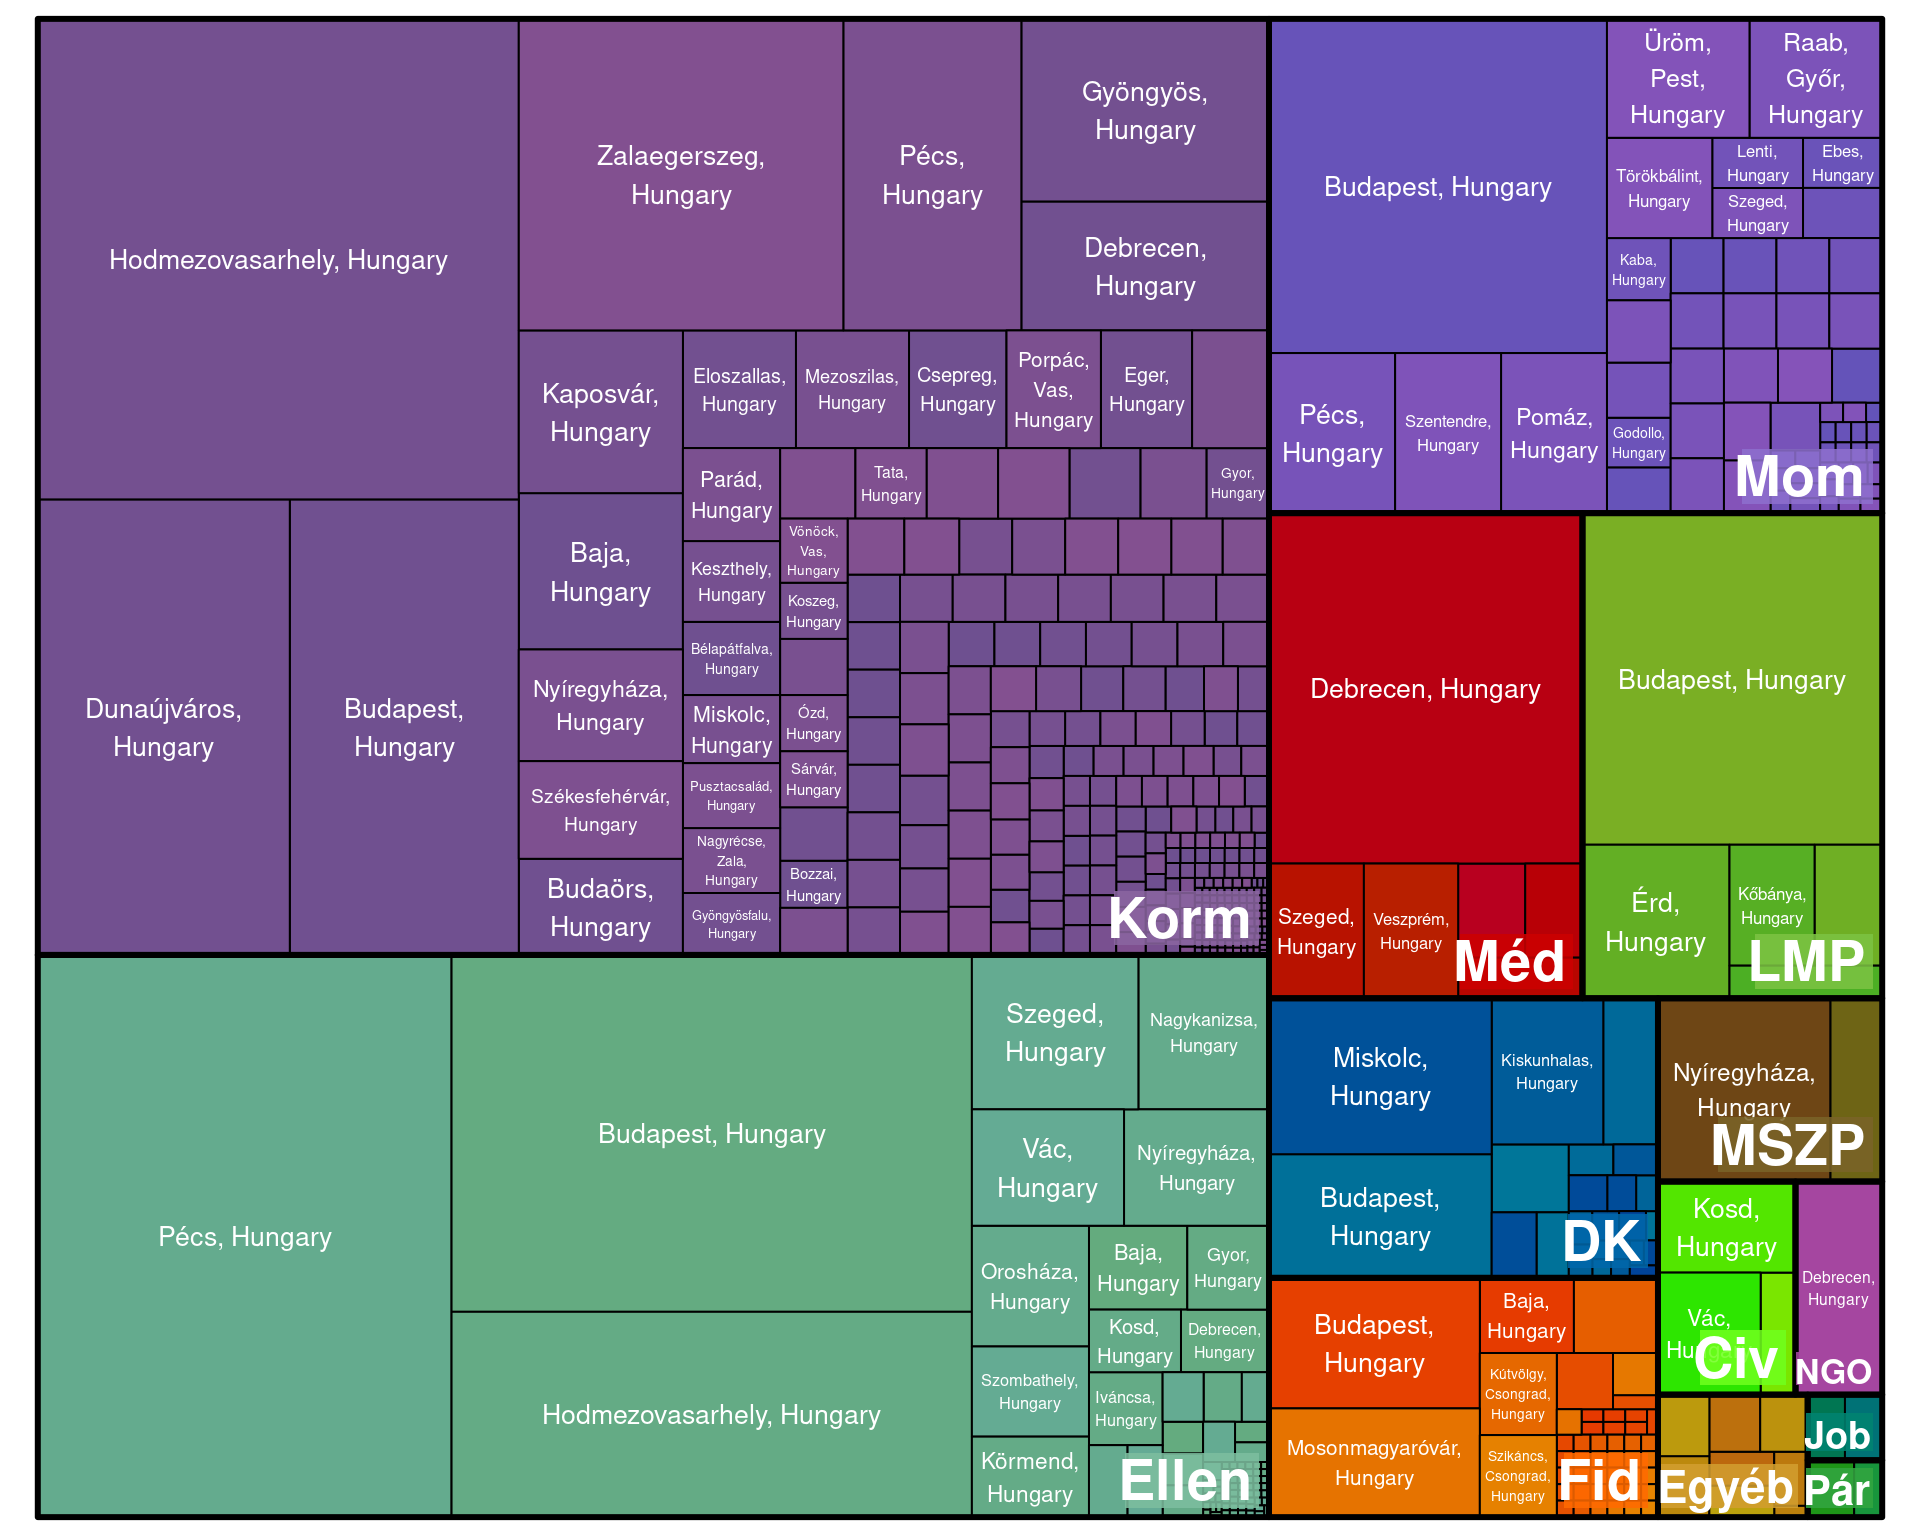 Hodmezovasarhely, Hungary
Dunaújváros,
Hungary
Budapest,
Hungary
Zalaegerszeg,
Hungary
Pécs,
Hungary
Gyöngyös,
Hungary
Debrecen,
Hungary
Kaposvár,
Hungary
Baja,
Hungary
Nyíregyháza,
Hungary
Székesfehérvár,
Hungary
Budaörs,
Hungary
Eloszallas,
Hungary
Mezoszilas,
Hungary
Csepreg,
Hungary
Porpác,
Vas,
Hungary
Eger,
Hungary
Parád,
Hungary
Keszthely,
Hungary
Bélapátfalva,
Hungary
Miskolc,
Hungary
Pusztacsalád,
Hungary
Nagyrécse,
Zala,
Hungary
Gyöngyösfalu,
Hungary
Tata,
Hungary
Gyor,
Hungary
Vönöck,
Vas,
Hungary
Koszeg,
Hungary
Ózd,
Hungary
Sárvár,
Hungary
Bozzai,
Hungary
Korm
Pécs, Hungary
Budapest, Hungary
Hodmezovasarhely, Hungary
Szeged,
Hungary
Nagykanizsa,
Hungary
Vác,
Hungary
Nyíregyháza,
Hungary
Orosháza,
Hungary
Szombathely,
Hungary
Körmend,
Hungary
Baja,
Hungary
Gyor,
Hungary
Kosd,
Hungary
Debrecen,
Hungary
Iváncsa,
Hungary
Ellen
Budapest, Hungary
Pécs,
Hungary
Szentendre,
Hungary
Pomáz,
Hungary
Üröm,
Pest,
Hungary
Raab,
Győr,
Hungary
Törökbálint,
Hungary
Lenti,
Hungary
Ebes,
Hungary
Szeged,
Hungary
Kaba,
Hungary
Godollo,
Hungary
Mom
Debrecen, Hungary
Szeged,
Hungary
Veszprém,
Hungary
Méd
Budapest, Hungary
Érd,
Hungary
Kőbánya,
Hungary
LMP
Miskolc,
Hungary
Budapest,
Hungary
Kiskunhalas,
Hungary
DK
Nyíregyháza,
Hungary
MSZP
Budapest,
Hungary
Mosonmagyaróvár,
Hungary
Baja,
Hungary
Kútvölgy,
Csongrad,
Hungary
Szikáncs,
Csongrad,
Hungary
Fid
Kosd,
Hungary
Vác,
Hungary
Civ
Debrecen,
Hungary
NGO
Egyéb
Job
Pár